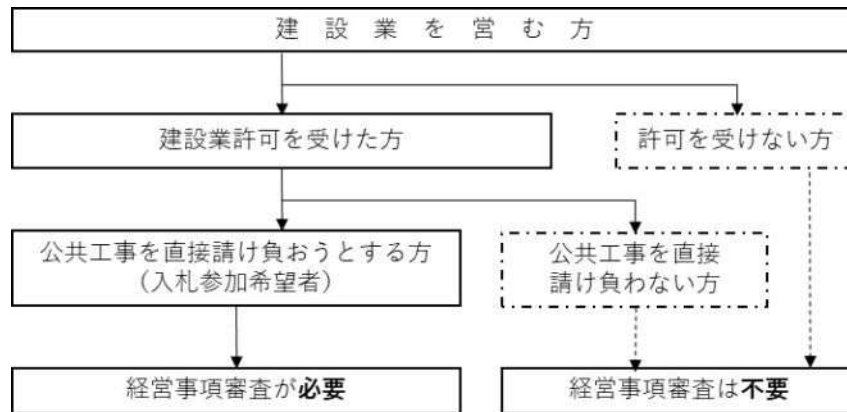 建設業を営む方
建設業許可を受けた方
許可を受けない方
公共工事を直接請け負おうとする方
（入札参加希望者）
公共工事を直接
請け負わない方
経営事項審査が必要
経営事項審査は不要